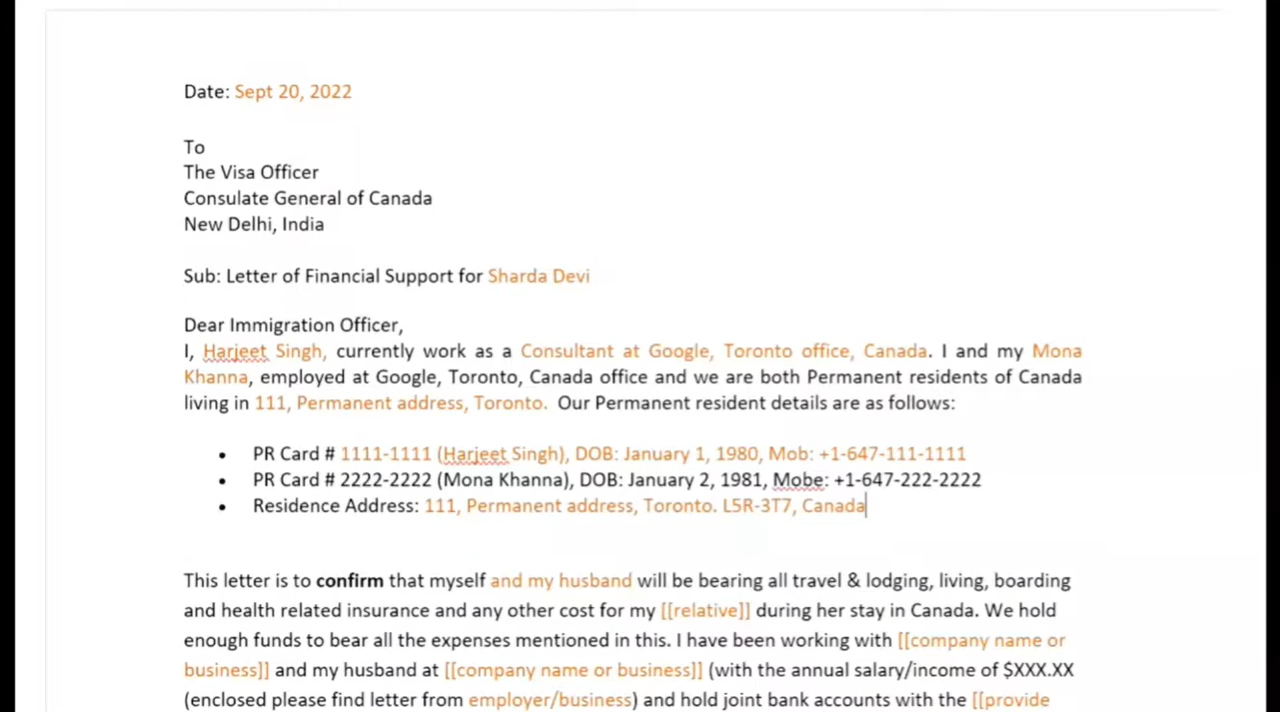 Date: Sept 20, 2022
To
The Visa Officer
Consulate General of Canada
New Delhi, India
Sub: Letter of Financial Support for Sharda Devi
Dear Immigration Officer,
I, Harjeet Singh, currently work as a Consultant at Google, Toronto office, Canada. I and my Mona
Khanna, employed at Google, Toronto, Canada office and we are both Permanent residents of Canada
living in 111, Permanent address, Toronto. Our Permanent resident details are as follows:
• PR Card # 1111-1111 (Harjeet Singh), DOB: January 1, 1980, Mob: +1-647-111-1111
• PR Card # 2222-2222 (Mona Khanna), DOB: January 2, 1981, Mobe: +1-647-222-2222
• Residence Address: 111, Permanent address, Toronto. L5R-3T7, Canada
This letter is to confirm that myself and my husband will be bearing all travel & lodging, living, boarding
and health related insurance and any other cost for my [[relative]] during her stay in Canada. We hold
enough funds to bear all the expenses mentioned in this. I have been working with [[company name or
business]] and my husband at [[company name or business]] (with the annual salary/income of $XXX.XX
(enclosed please find letter from employer/business) and hold joint bank accounts with the [[provide